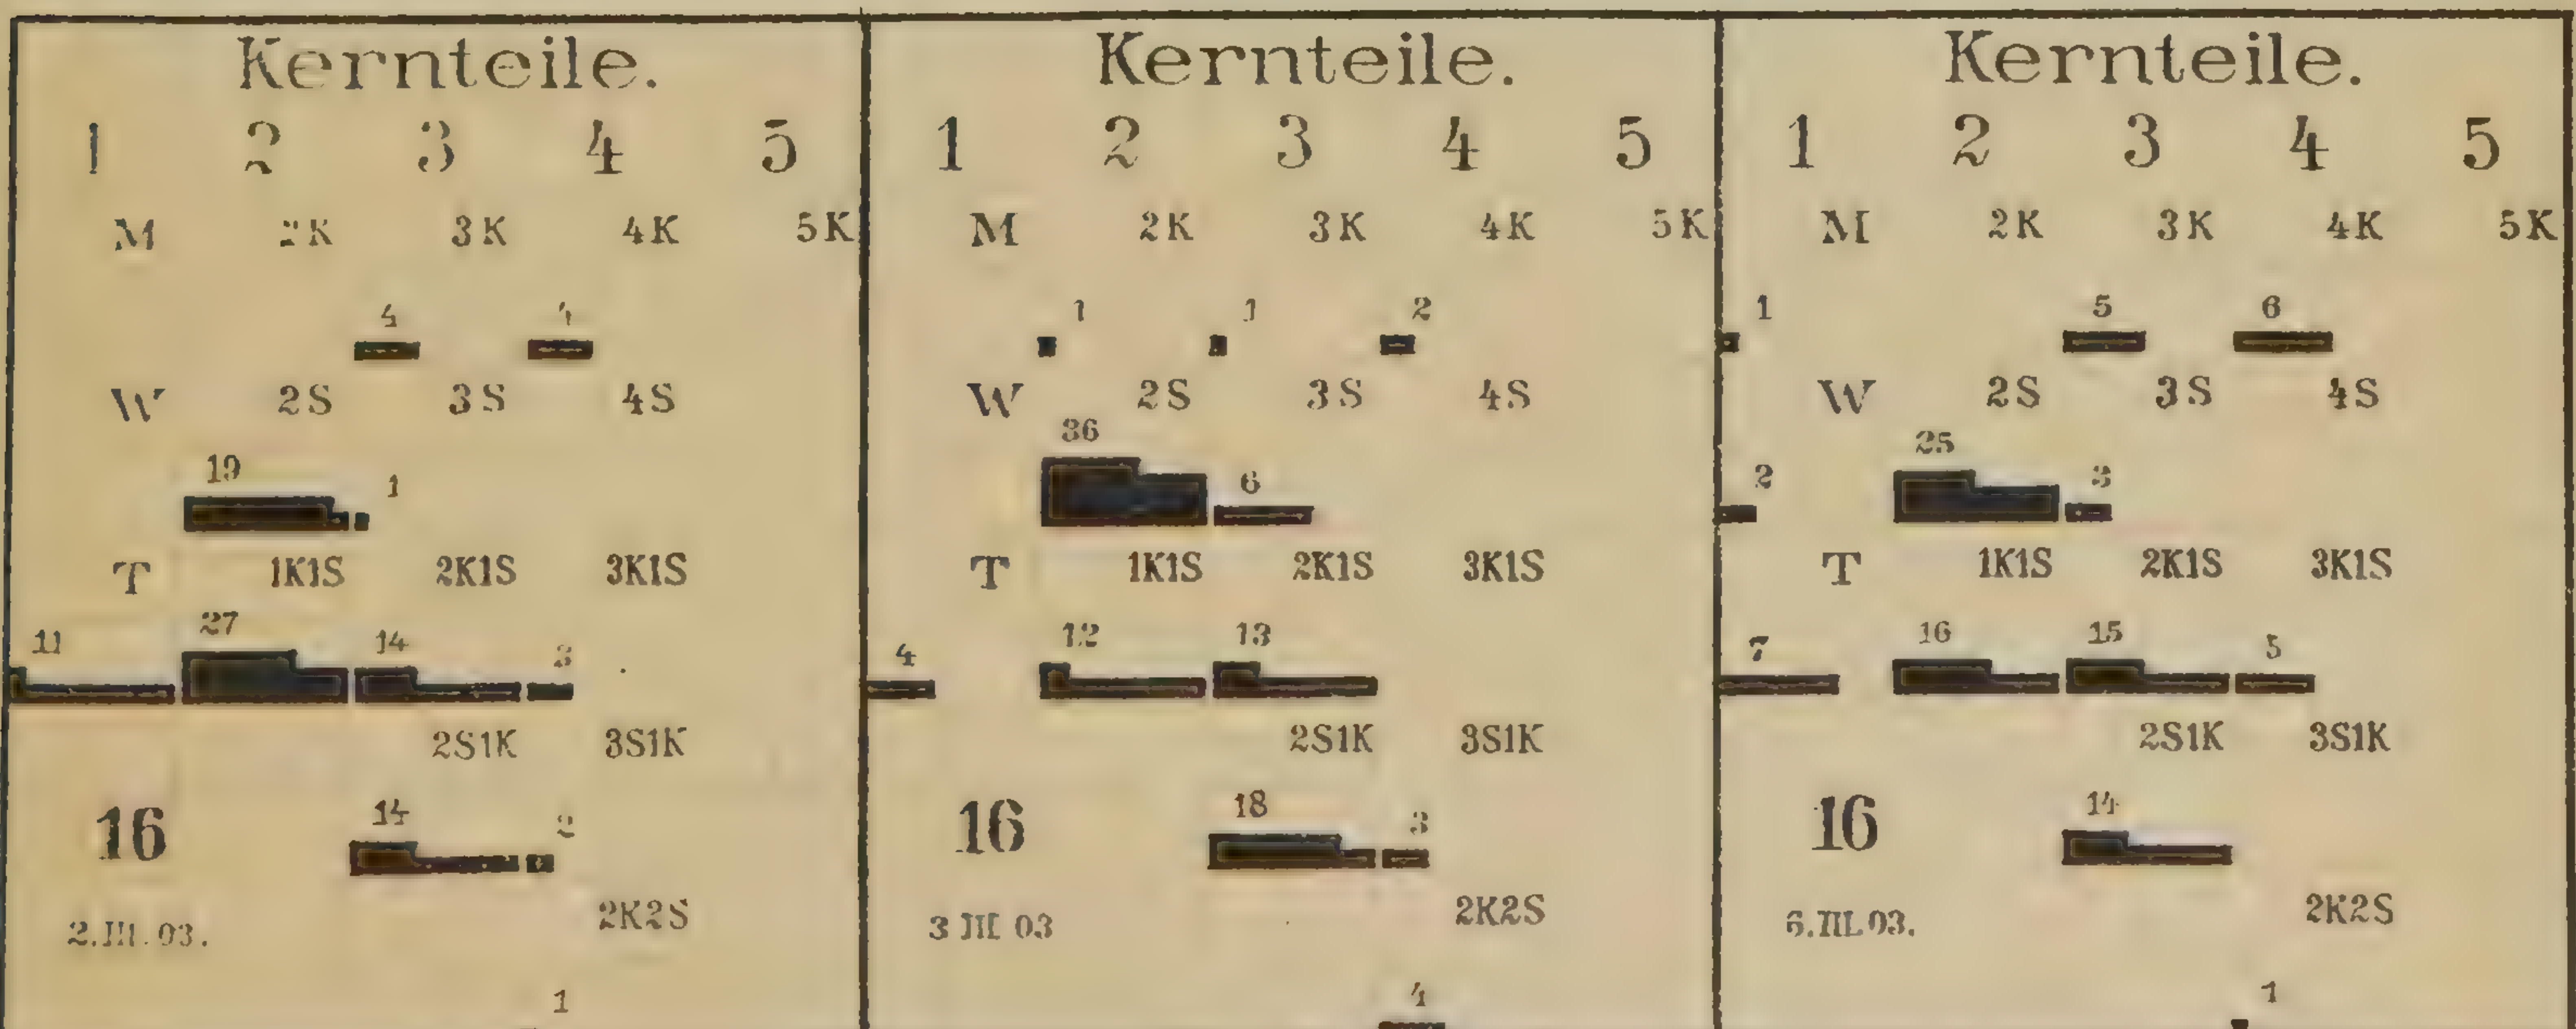 Kernteile. Kernteile. Kernteile.
1 2 3 4 5 1 2 3 4 5 1 2 3 4 5
M 2K 3K 4K 5K M 2K 3K 4K 5K M 2K 3K 4K 5K
4 4 1 1 2 1 5 6
W 2S 3S 4S W 2S 3S 4S W 2S 3S 4S
19 1 36 6 2 25 3
T 1K1S 2K1S 3K1S T 1K1S 2K1S 3K1S T 1K1S 2K1S 3K1S
11 27 14 3 4 12 13 7 16 15 5
2S1K 3S1K 2S1K 3S1K 2S1K 3S1K
16 14 2 16 18 3 16 14
2.III.03. 2K2S 3 III 03 2K2S 6.III.03. 2K2S
1 4 1